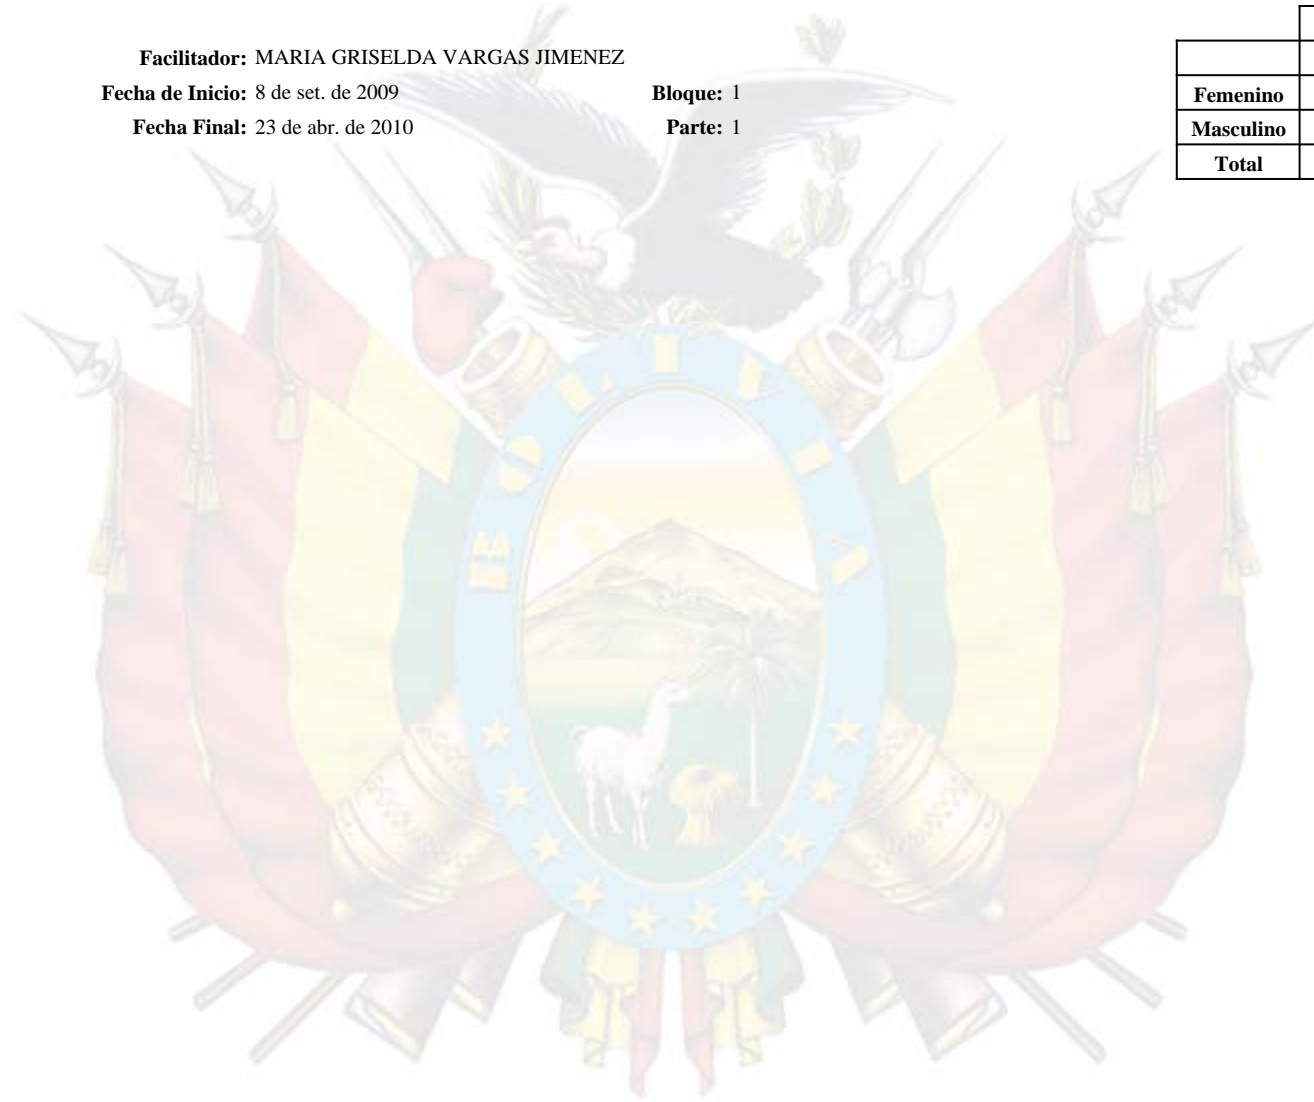 Facilitador: MARIA GRISELDA VARGAS JIMENEZ
Fecha de Inicio: 8 de set. de 2009 Bloque: 1
Fecha Final: 23 de abr. de 2010 Parte: 1
Femenino
Masculino
Total
BOLIVIA